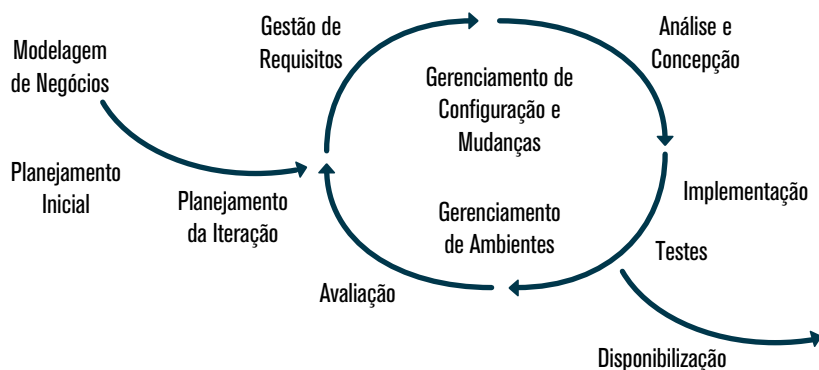 Modelagem
de Negócios
Planejamento
Inicial
Planejamento
da Iteração
Gestão de
Requisitos
Análise e
Concepção
Gerenciamento de
Configuração e
Mudanças
Gerenciamento
de Ambientes
Implementação
Testes
Avaliação
Disponibilização